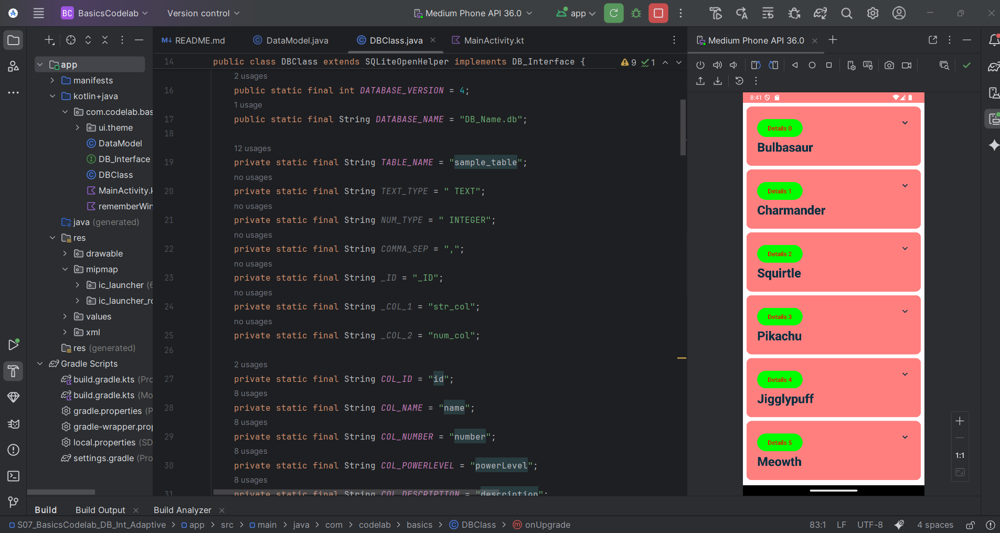 BC BasicsCodelab Version control Medium Phone API 36.0 app
README.md DataModel.java DBClass.java MainActivity.kt
Medium Phone API 36.0
app
manifests
kotlin+java
com.codelab.bas
ui.theme
DataModel
DB_Interface
DBClass
MainActivity.k
rememberWin
java (generated)
res
drawable
mipmap
ic_launcher (6
ic_launcher_ro
values
xml
res (generated)
Gradle Scripts
build.gradle.kts (Pro
build.gradle.kts (Mo
gradle.properties (P
gradle-wrapper.prop
local.properties (SD
settings.gradle (Pro
14 public class DBClass extends SQLiteOpenHelper implements DB_Interface {
9 1
2 usages
16 public static final int DATABASE_VERSION = 4;
1 usage
17 public static final String DATABASE_NAME = "DB_Name.db";
18
12 usages
19 private static final String TABLE_NAME = "sample_table";
no usages
20 private static final String TEXT_TYPE = " TEXT";
no usages
21 private static final String NUM_TYPE = " INTEGER";
no usages
22 private static final String COMMA_SEP = ",";
no usages
23 private static final String _ID = "_ID";
no usages
24 private static final String _COL_1 = "str_col";
no usages
25 private static final String _COL_2 = "num_col";
26
2 usages
27 private static final String COL_ID = "id";
8 usages
28 private static final String COL_NAME = "name";
8 usages
29 private static final String COL_NUMBER = "number";
8 usages
30 private static final String COL_POWERLEVEL = "powerLevel";
8 usages
31 private static final String COL_DESCRIPTION = "description";
8:41
Details 0
Bulbasaur
Details 1
Charmander
Details 2
Squirtle
Details 3
Pikachu
Details 4
Jigglypuff
Details 5
Meowth
1:1
Build Build Output Build Analyzer
S07_BasicsCodelab_DB_Int_Adaptive > app > src > main > java > com > codelab > basics > DBClass > onUpgrade
83:1 LF UTF-8 4 spaces